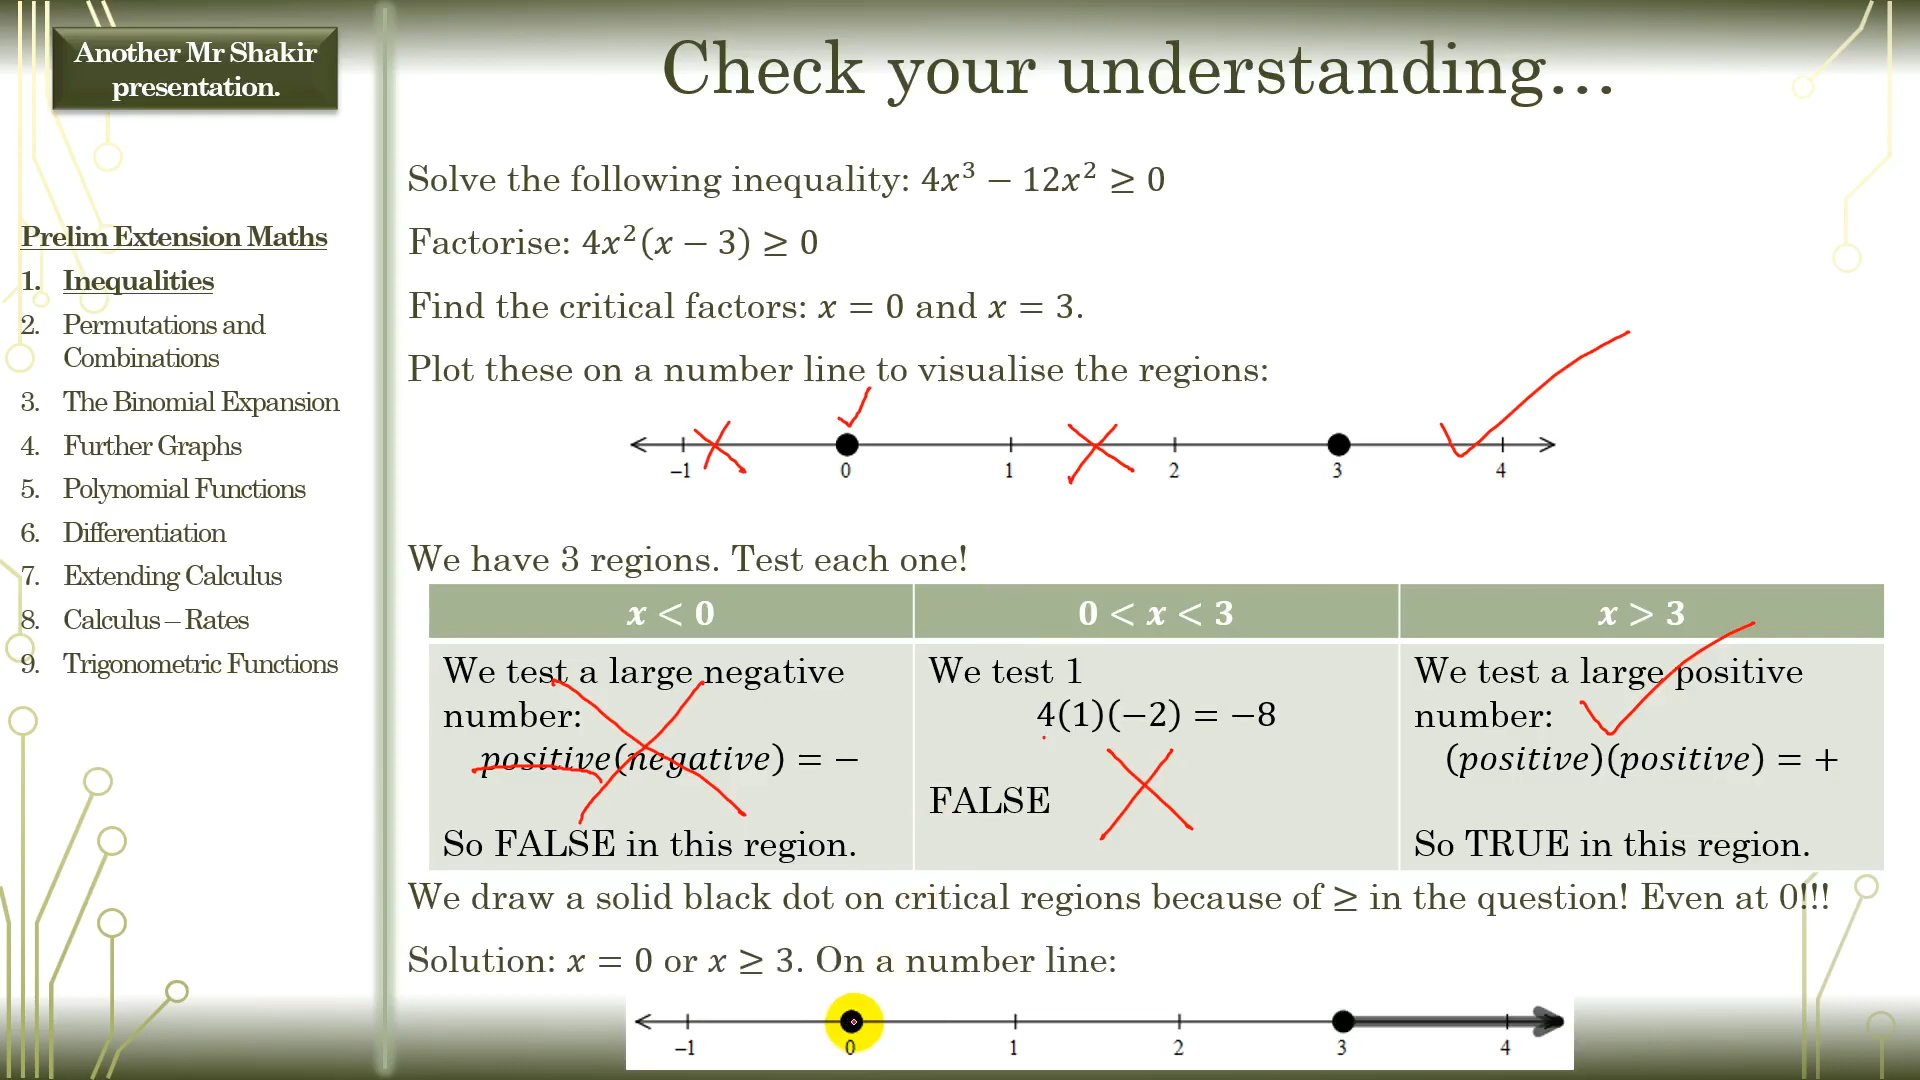 Another Mr Shakir
presentation.
Prelim Extension Maths
1. Inequalities
2. Permutations and
Combinations
3. The Binomial Expansion
4. Further Graphs
5. Polynomial Functions
6. Differentiation
7. Extending Calculus
8. Calculus – Rates
9. Trigonometric Functions
Check your understanding…
Solve the following inequality: 4x³ − 12x² ≥ 0
Factorise: 4x²(x − 3) ≥ 0
Find the critical factors: x = 0 and x = 3.
Plot these on a number line to visualise the regions:
−1 0 1 2 3 4
We have 3 regions. Test each one!
x < 0
We test a large negative
number:
positive(negative) = −
So FALSE in this region.
0 < x < 3
We test 1
4(1)(−2) = −8
FALSE
x > 3
We test a large positive
number:
(positive)(positive) = +
So TRUE in this region.
We draw a solid black dot on critical regions because of ≥ in the question! Even at 0!!!
Solution: x = 0 or x ≥ 3. On a number line:
−1 0 1 2 3 4